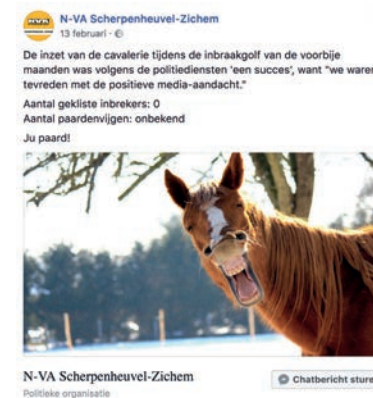 N-VA Scherpenheuvel-Zichem
13 februari ·
De inzet van de cavalerie tijdens de inbraakgolf van de voorbije
maanden was volgens de politiediensten 'een succes', want "we waren
tevreden met de positieve media-aandacht."
Aantal gekliste inbrekers: 0
Aantal paardenvijgen: onbekend
Ju paard!
N-VA Scherpenheuvel-Zichem
Politieke organisatie
Chatbericht sture